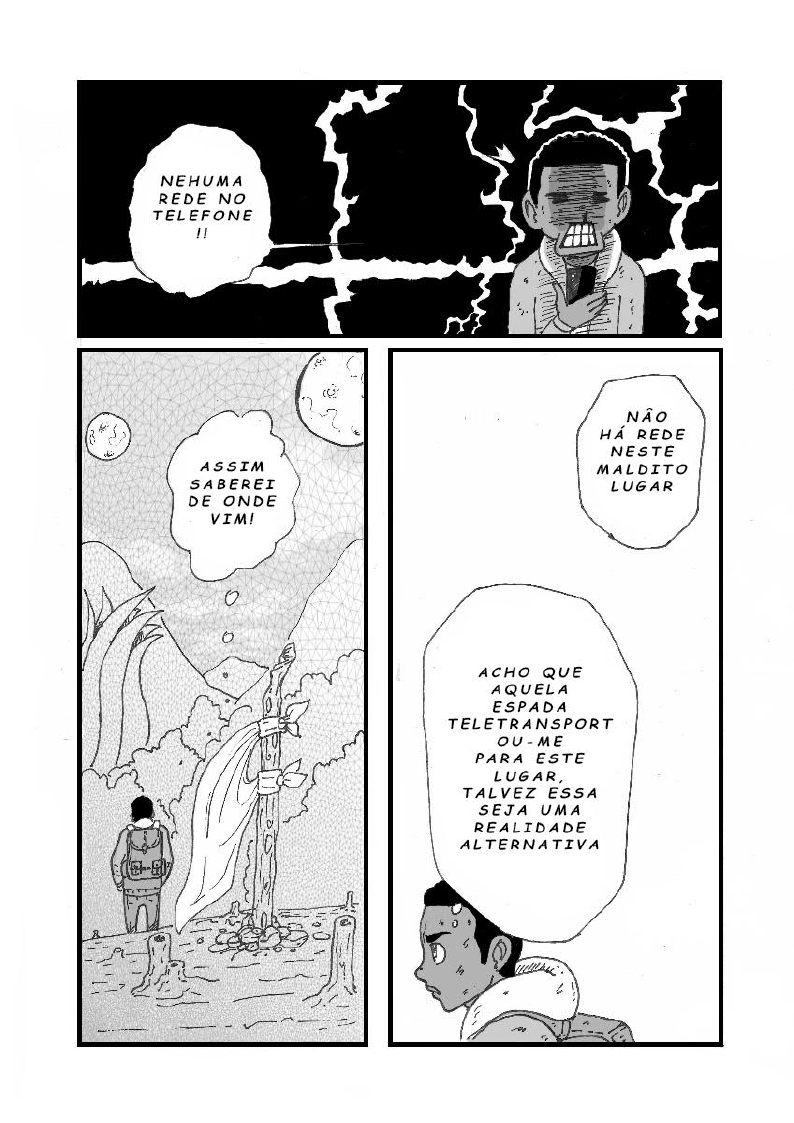 NEHUMA
REDE NO
TELEFONE
!!
NÂO
HÁ REDE
NESTE
MALDITO
LUGAR
ACHO QUE
AQUELA
ESPADA
TELETRANSPORT
OU-ME
PARA ESTE
LUGAR,
TALVEZ ESSA
SEJA UMA
REALIDADE
ALTERNATIVA
ASSIM
SABEREI
DE ONDE
VIM!